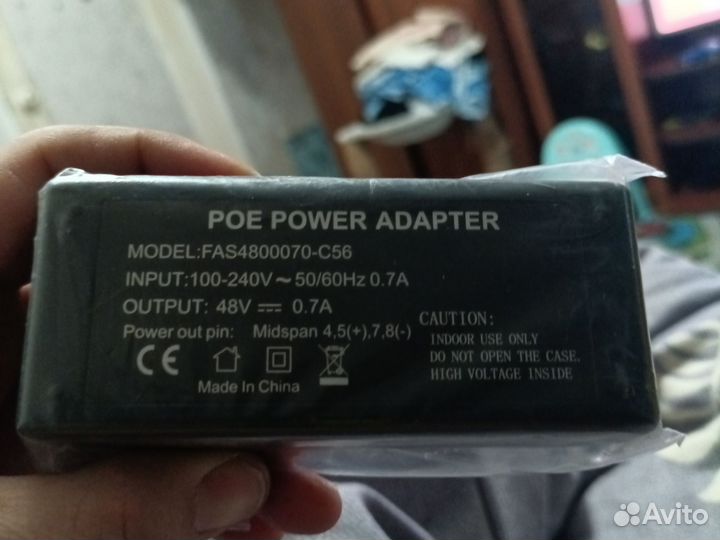 POE POWER ADAPTER
MODEL:FAS4800070-C56
INPUT:100-240V~50/60Hz 0.7A
OUTPUT: 48V⎓ 0.7A
Power out pin: Midspan 4,5(+),7,8(-)
CE
Made In China
CAUTION:
INDOOR USE ONLY
DO NOT OPEN THE CASE.
HIGH VOLTAGE INSIDE
Avito